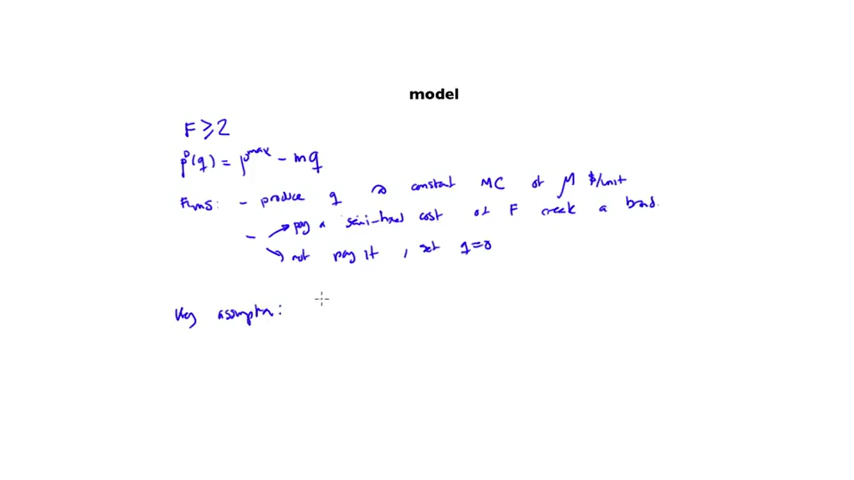 model
F ≥ 2
p^D(q) = p^max - mq
Firms: - produce q @ constant MC of μ $/unit
- → pay a semi-fixed cost of F create a brand.
→ not pay it, set q=0
Key assumptn: